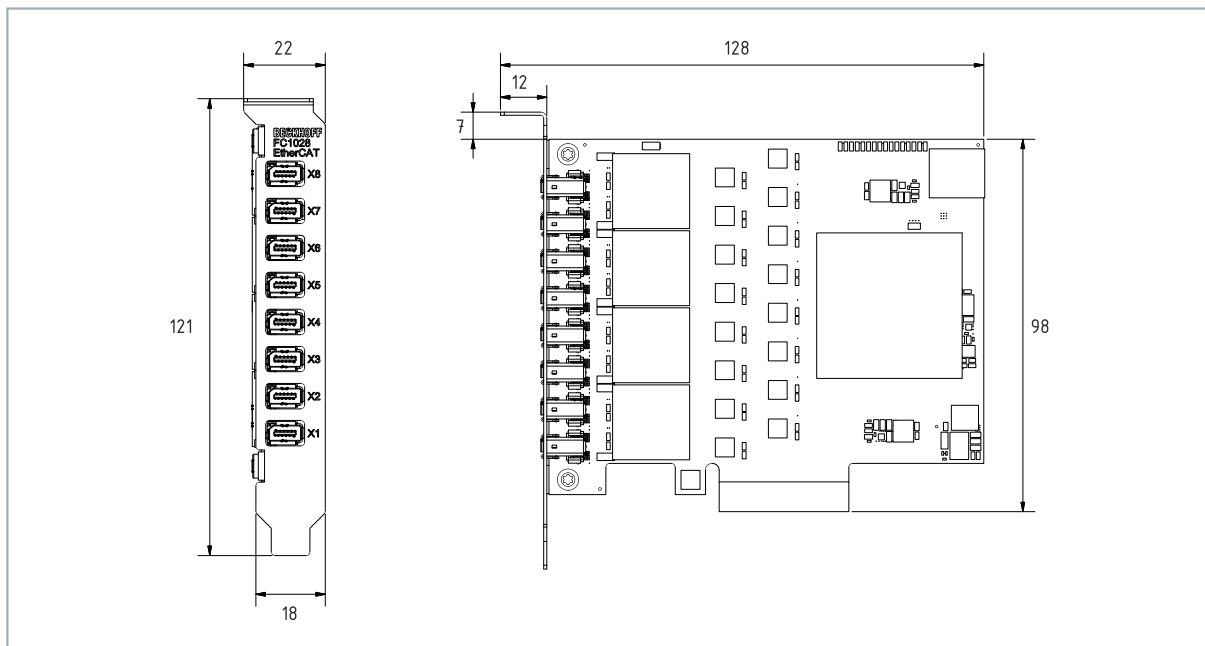 22
128
12
7
BECKHOFF
FC1028
EtherCAT
X8
X7
X6
X5
X4
X3
X2
X1
121
98
18